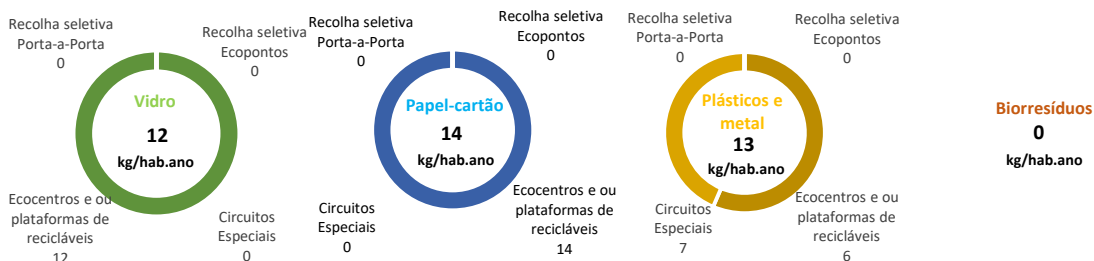 Recolha seletiva
Porta-a-Porta
0
Recolha seletiva
Ecopontos
0
Vidro
12
kg/hab.ano
Ecocentros e ou
plataformas de
recicláveis
12
Circuitos
Especiais
0
Recolha seletiva
Porta-a-Porta
0
Recolha seletiva
Ecopontos
0
Papel-cartão
14
kg/hab.ano
Circuitos
Especiais
0
Ecocentros e ou
plataformas de
recicláveis
14
Recolha seletiva
Porta-a-Porta
0
Recolha seletiva
Ecopontos
0
Plásticos e
metal
13
kg/hab.ano
Circuitos
Especiais
7
Ecocentros e ou
plataformas de
recicláveis
6
Biorresíduos
0
kg/hab.ano